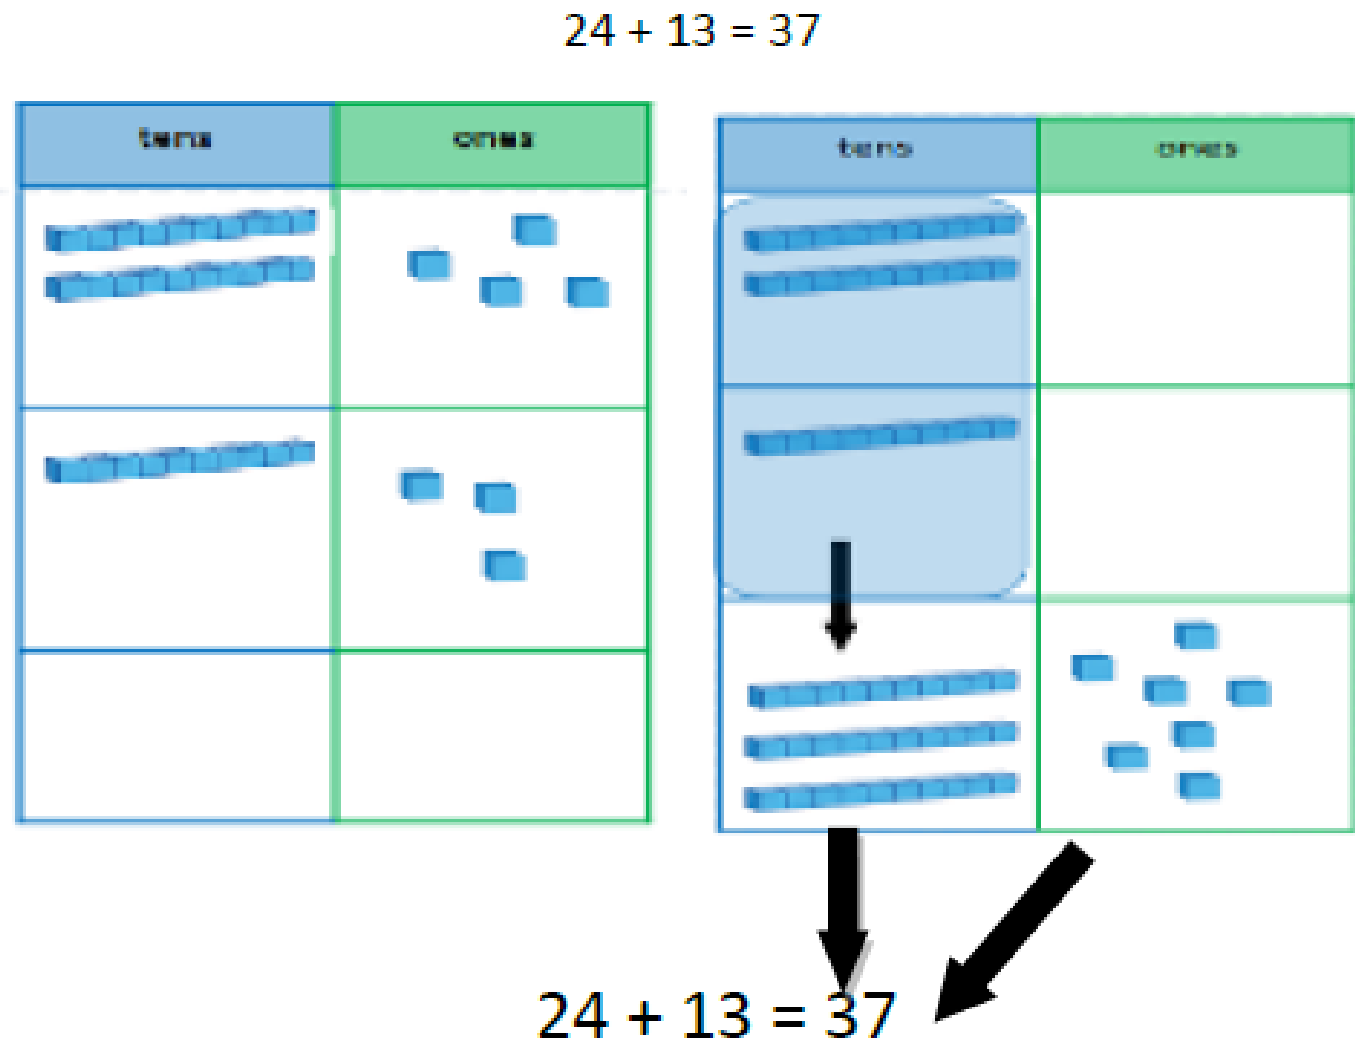 24 + 13 = 37
tens ones
tens ones
24 + 13 = 37